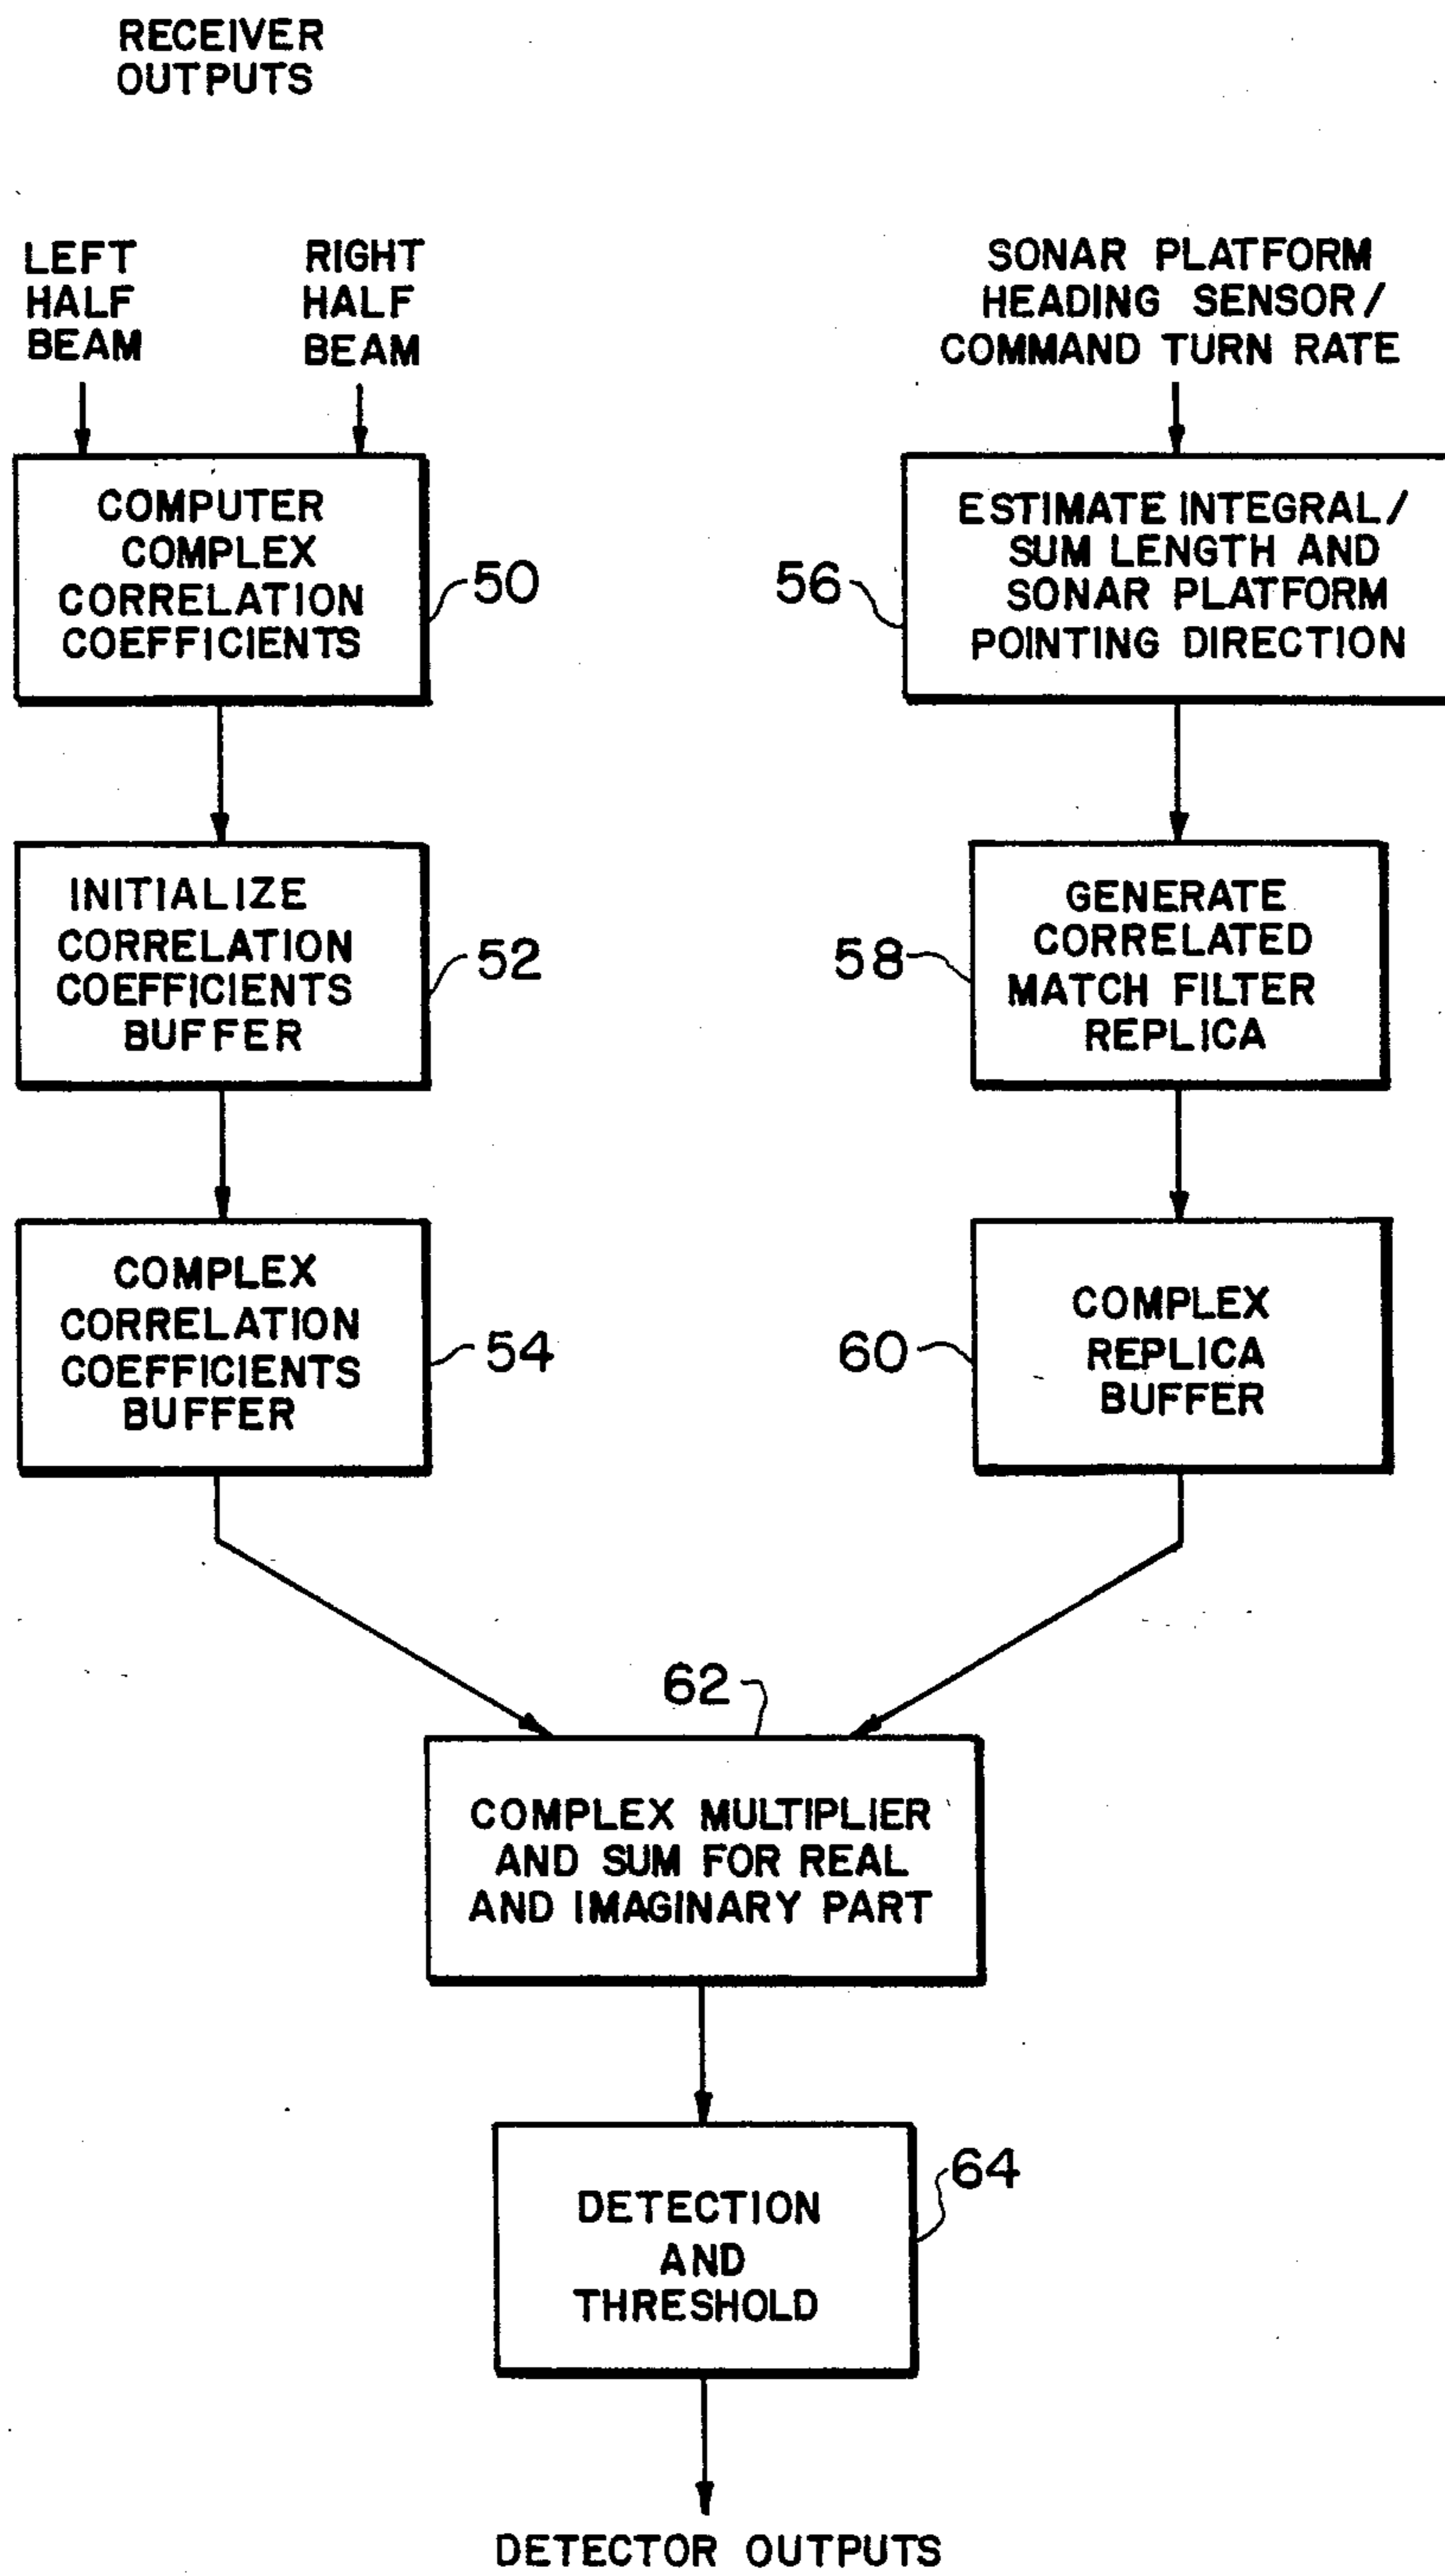 RECEIVER
OUTPUTS
LEFT
HALF
BEAM
RIGHT
HALF
BEAM
SONAR PLATFORM
HEADING SENSOR/
COMMAND TURN RATE
COMPUTER
COMPLEX
CORRELATION
COEFFICIENTS
50
56
ESTIMATE INTEGRAL/
SUM LENGTH AND
SONAR PLATFORM
POINTING DIRECTION
INITIALIZE
CORRELATION
COEFFICIENTS
BUFFER
52
58
GENERATE
CORRELATED
MATCH FILTER
REPLICA
COMPLEX
CORRELATION
COEFFICIENTS
BUFFER
54
60
COMPLEX
REPLICA
BUFFER
62
COMPLEX MULTIPLIER
AND SUM FOR REAL
AND IMAGINARY PART
64
DETECTION
AND
THRESHOLD
DETECTOR OUTPUTS